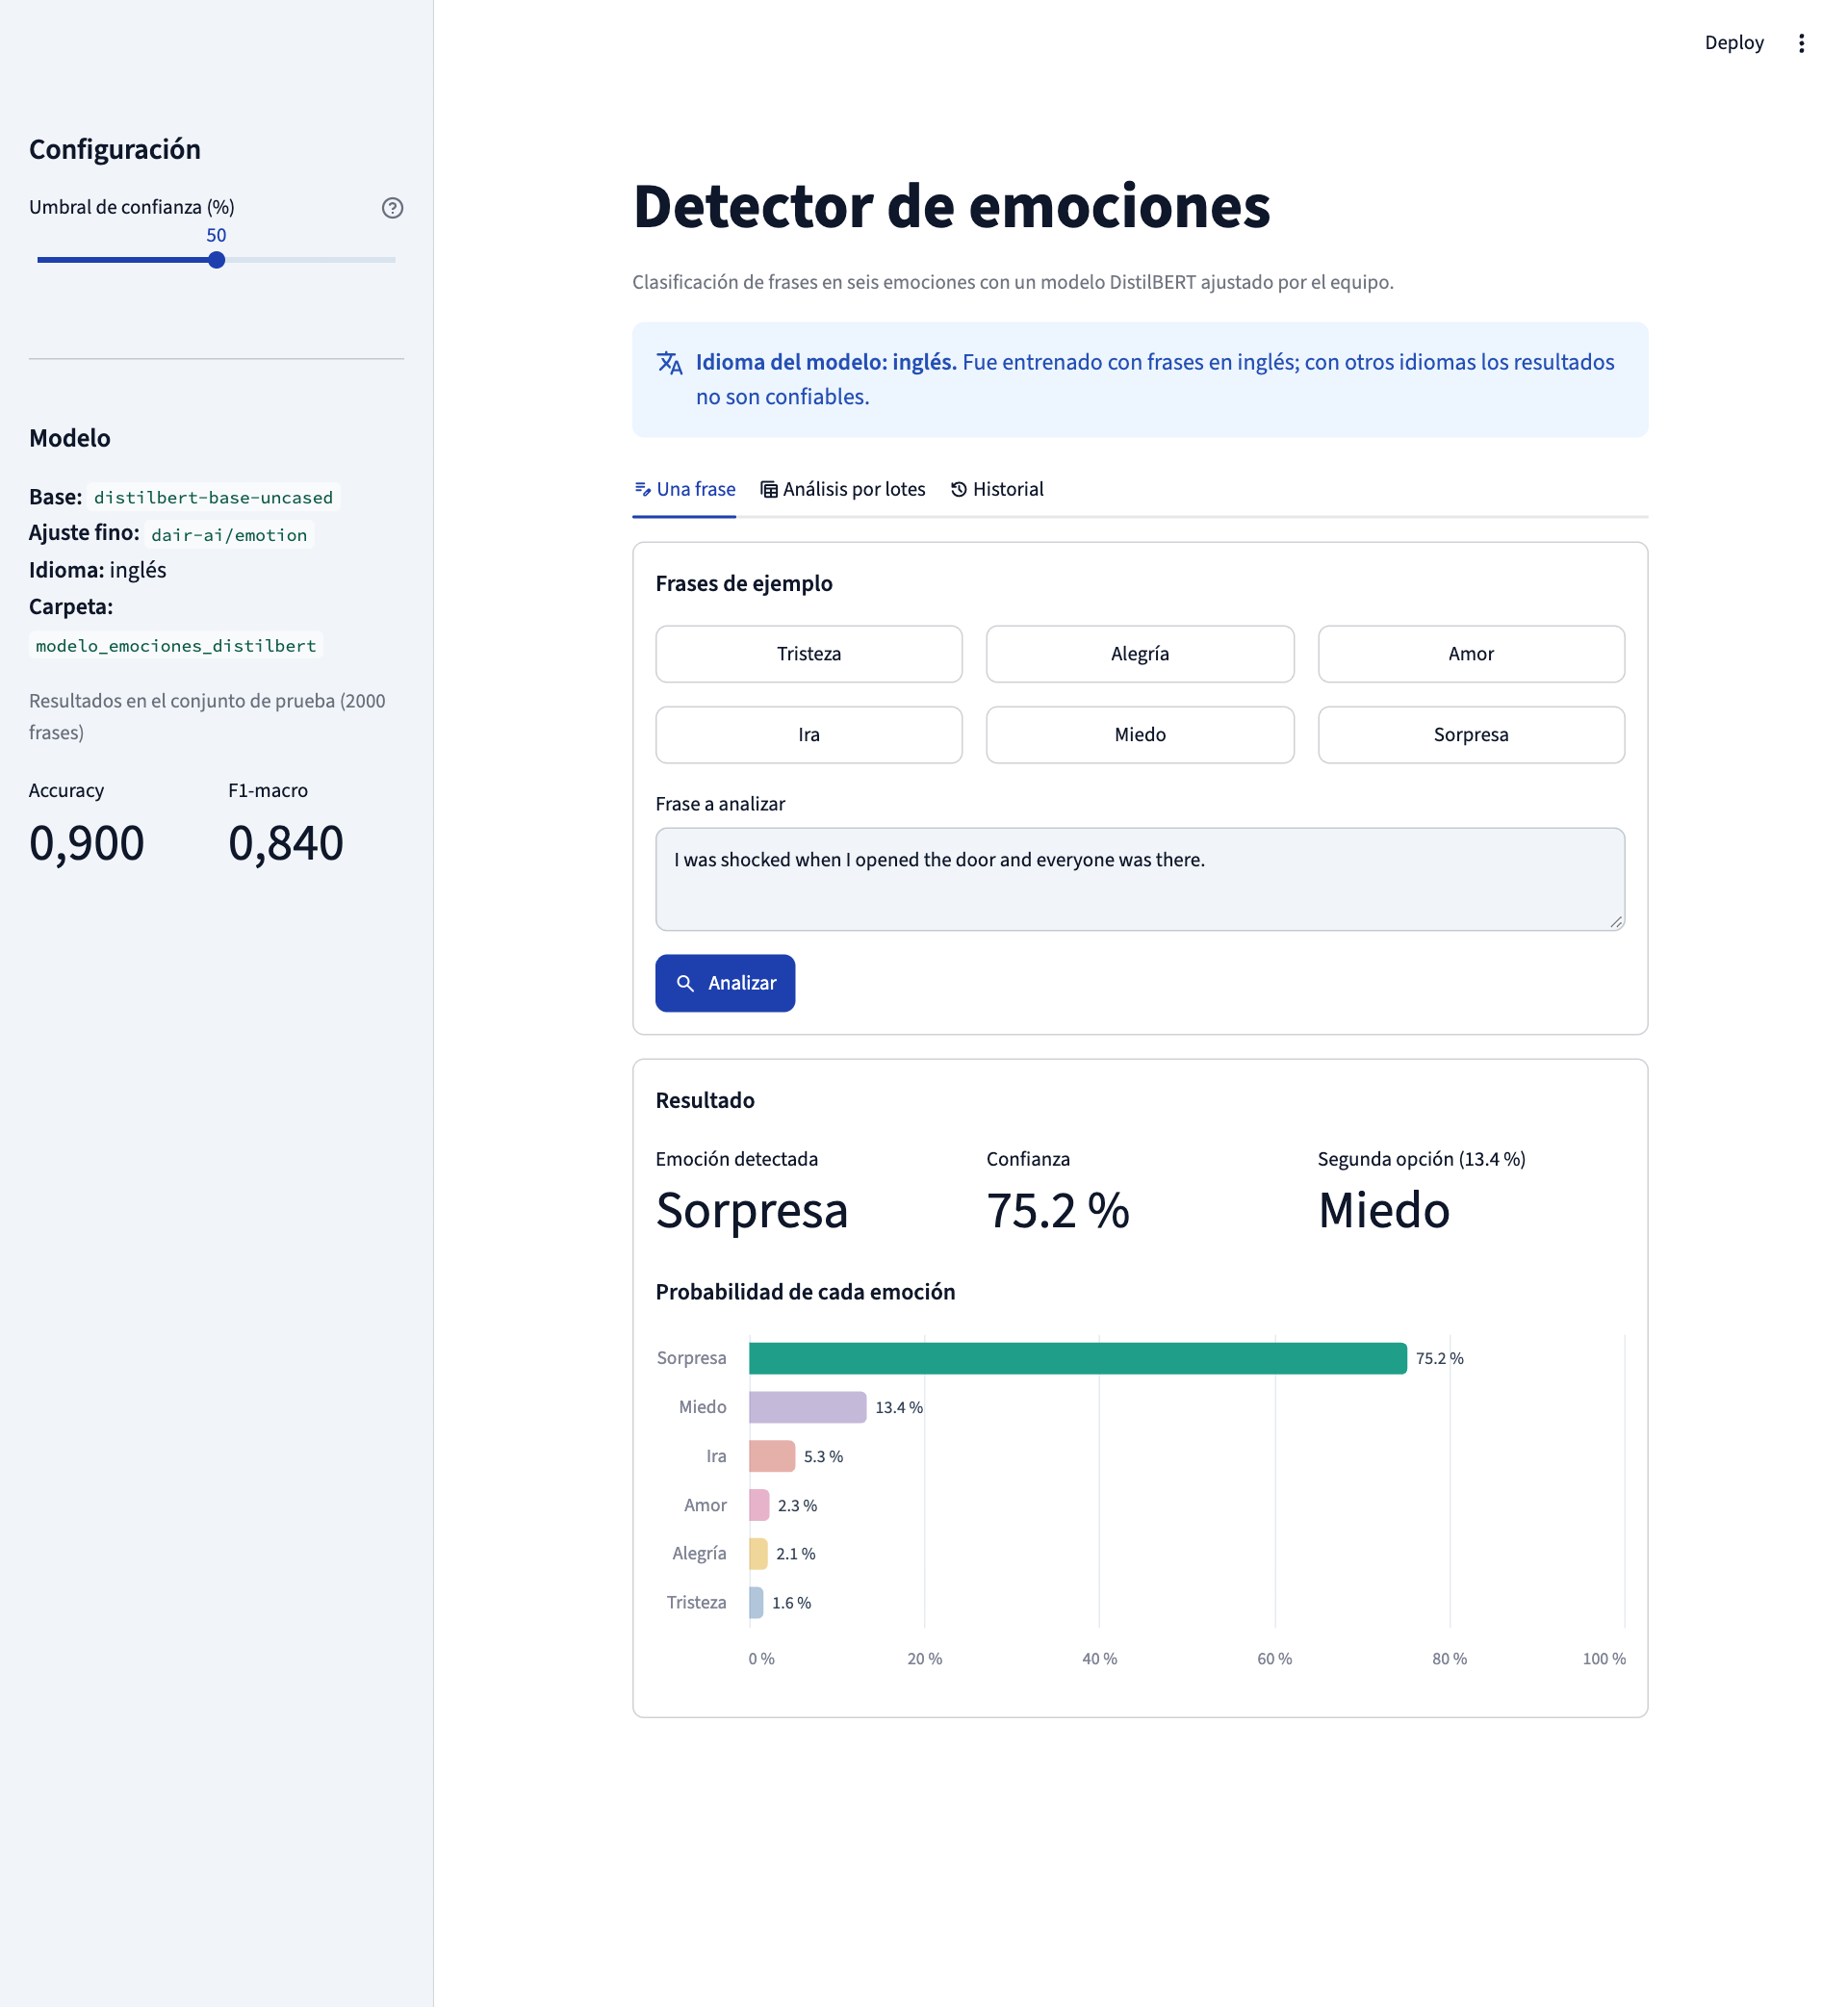 Deploy
Configuración
Umbral de confianza (%)
50
Modelo
Base: distilbert-base-uncased
Ajuste fino: dair-ai/emotion
Idioma: inglés
Carpeta:
modelo_emociones_distilbert
Resultados en el conjunto de prueba (2000
frases)
Accuracy F1-macro
0,900 0,840
Detector de emociones
Clasificación de frases en seis emociones con un modelo DistilBERT ajustado por el equipo.
Idioma del modelo: inglés. Fue entrenado con frases en inglés; con otros idiomas los resultados
no son confiables.
Una frase Análisis por lotes Historial
Frases de ejemplo
Tristeza Alegría Amor
Ira Miedo Sorpresa
Frase a analizar
I was shocked when I opened the door and everyone was there.
Analizar
Resultado
Emoción detectada Confianza Segunda opción (13.4 %)
Sorpresa 75.2 % Miedo
Probabilidad de cada emoción
Sorpresa 75.2 %
Miedo 13.4 %
Ira 5.3 %
Amor 2.3 %
Alegría 2.1 %
Tristeza 1.6 %
0 % 20 % 40 % 60 % 80 % 100 %